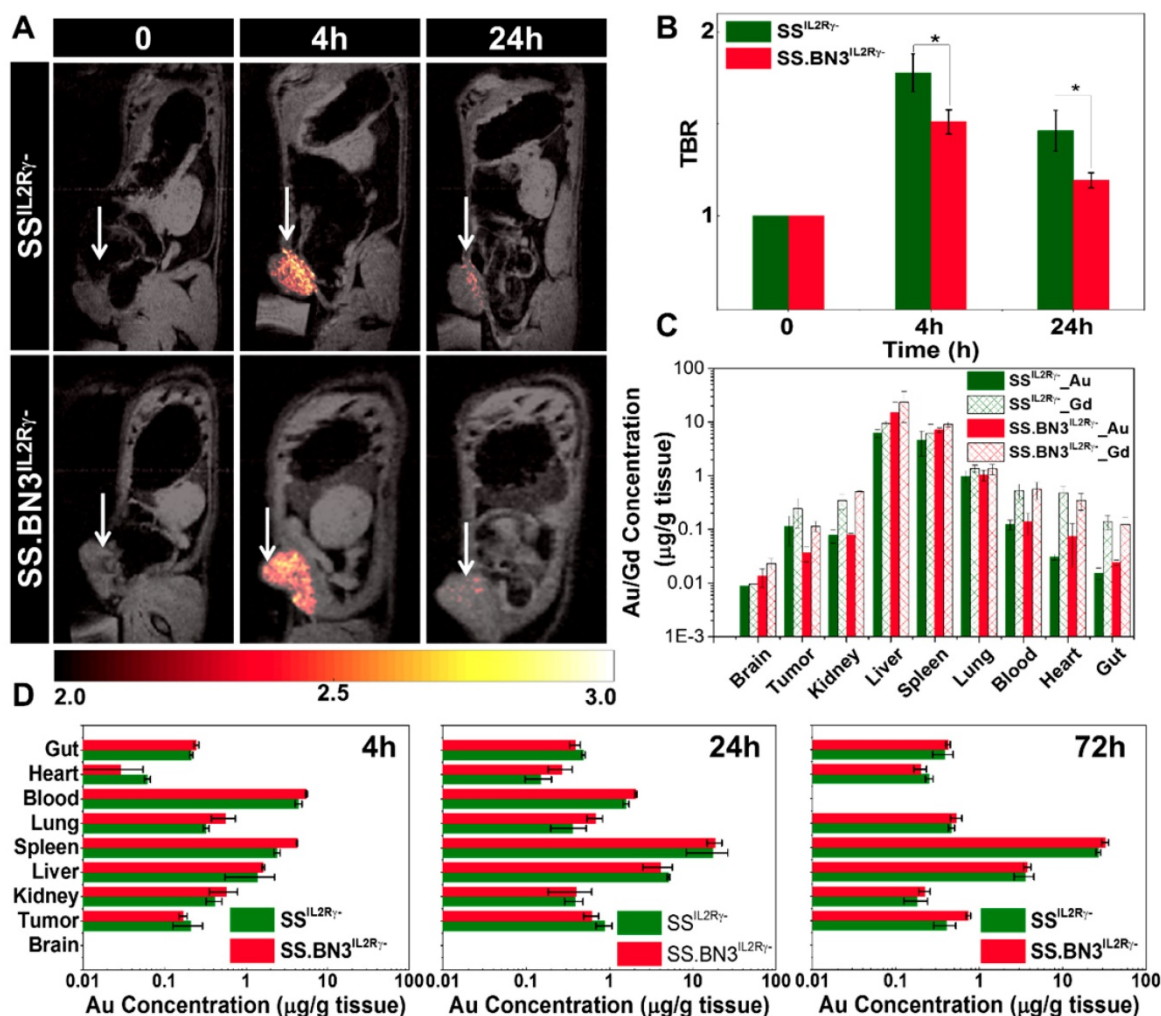 A
0
4h
24h
SS^IL2Rγ-
SS.BN3^IL2Rγ-
2.0
2.5
3.0
B
SS^IL2Rγ-
SS.BN3^IL2Rγ-
*
*
2
1
TBR
0
4h
24h
Time (h)
C
SS^IL2Rγ-_Au
SS^IL2Rγ-_Gd
SS.BN3^IL2Rγ-_Au
SS.BN3^IL2Rγ-_Gd
100
10
1
0.1
0.01
1E-3
Au/Gd Concentration
(µg/g tissue)
Brain
Tumor
Kidney
Liver
Spleen
Lung
Blood
Heart
Gut
D
4h
Gut
Heart
Blood
Lung
Spleen
Liver
Kidney
Tumor
Brain
SS^IL2Rγ-
SS.BN3^IL2Rγ-
0.01
0.1
1
10
100
Au Concentration (µg/g tissue)
24h
SS^IL2Rγ-
SS.BN3^IL2Rγ-
0.01
0.1
1
10
100
Au Concentration (µg/g tissue)
72h
SS^IL2Rγ-
SS.BN3^IL2Rγ-
0.01
0.1
1
10
100
Au Concentration (µg/g tissue)